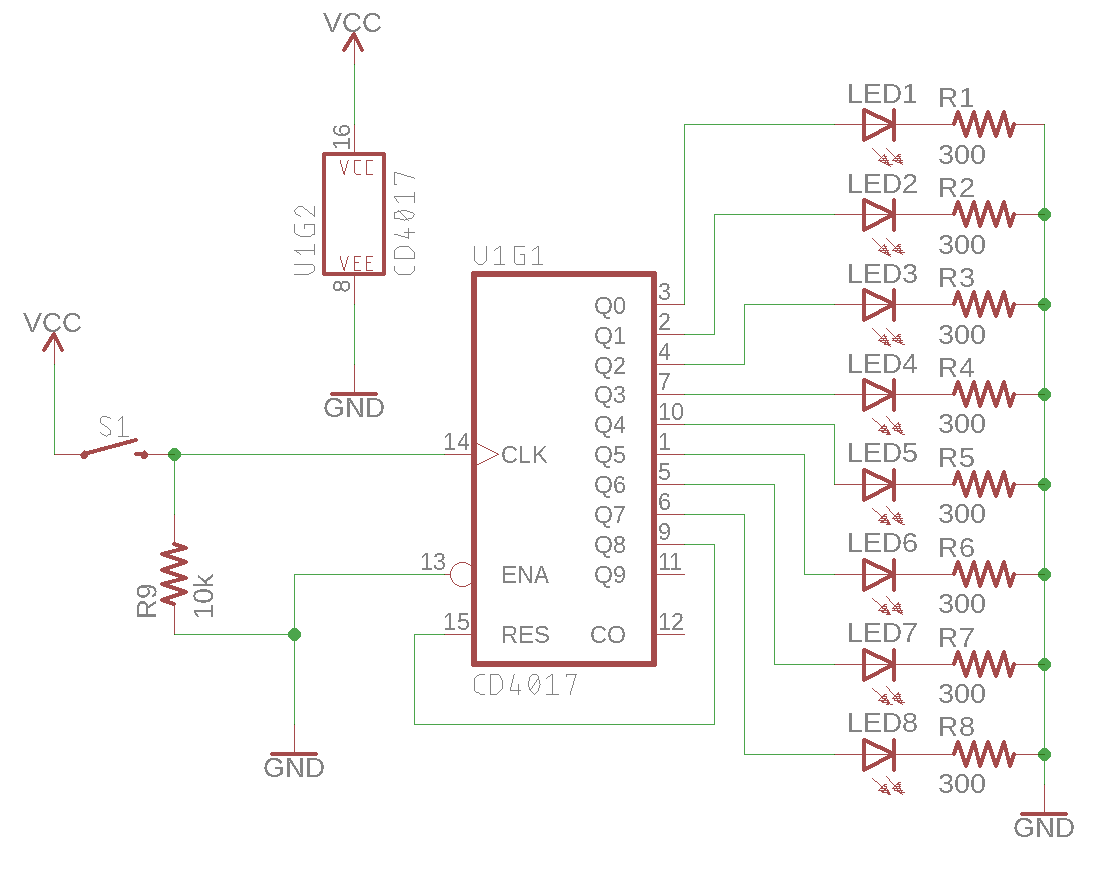 VCC
16
VCC
U1G2
CD4017
VEE
8
GND
VCC
S1
R9
10k
GND
U1G1
14
CLK
13
ENA
15
RES
CD4017
Q0
3
Q1
2
Q2
4
Q3
7
Q4
10
Q5
1
Q6
5
Q7
6
Q8
9
Q9
11
CO
12
LED1
R1
300
LED2
R2
300
LED3
R3
300
LED4
R4
300
LED5
R5
300
LED6
R6
300
LED7
R7
300
LED8
R8
300
GND